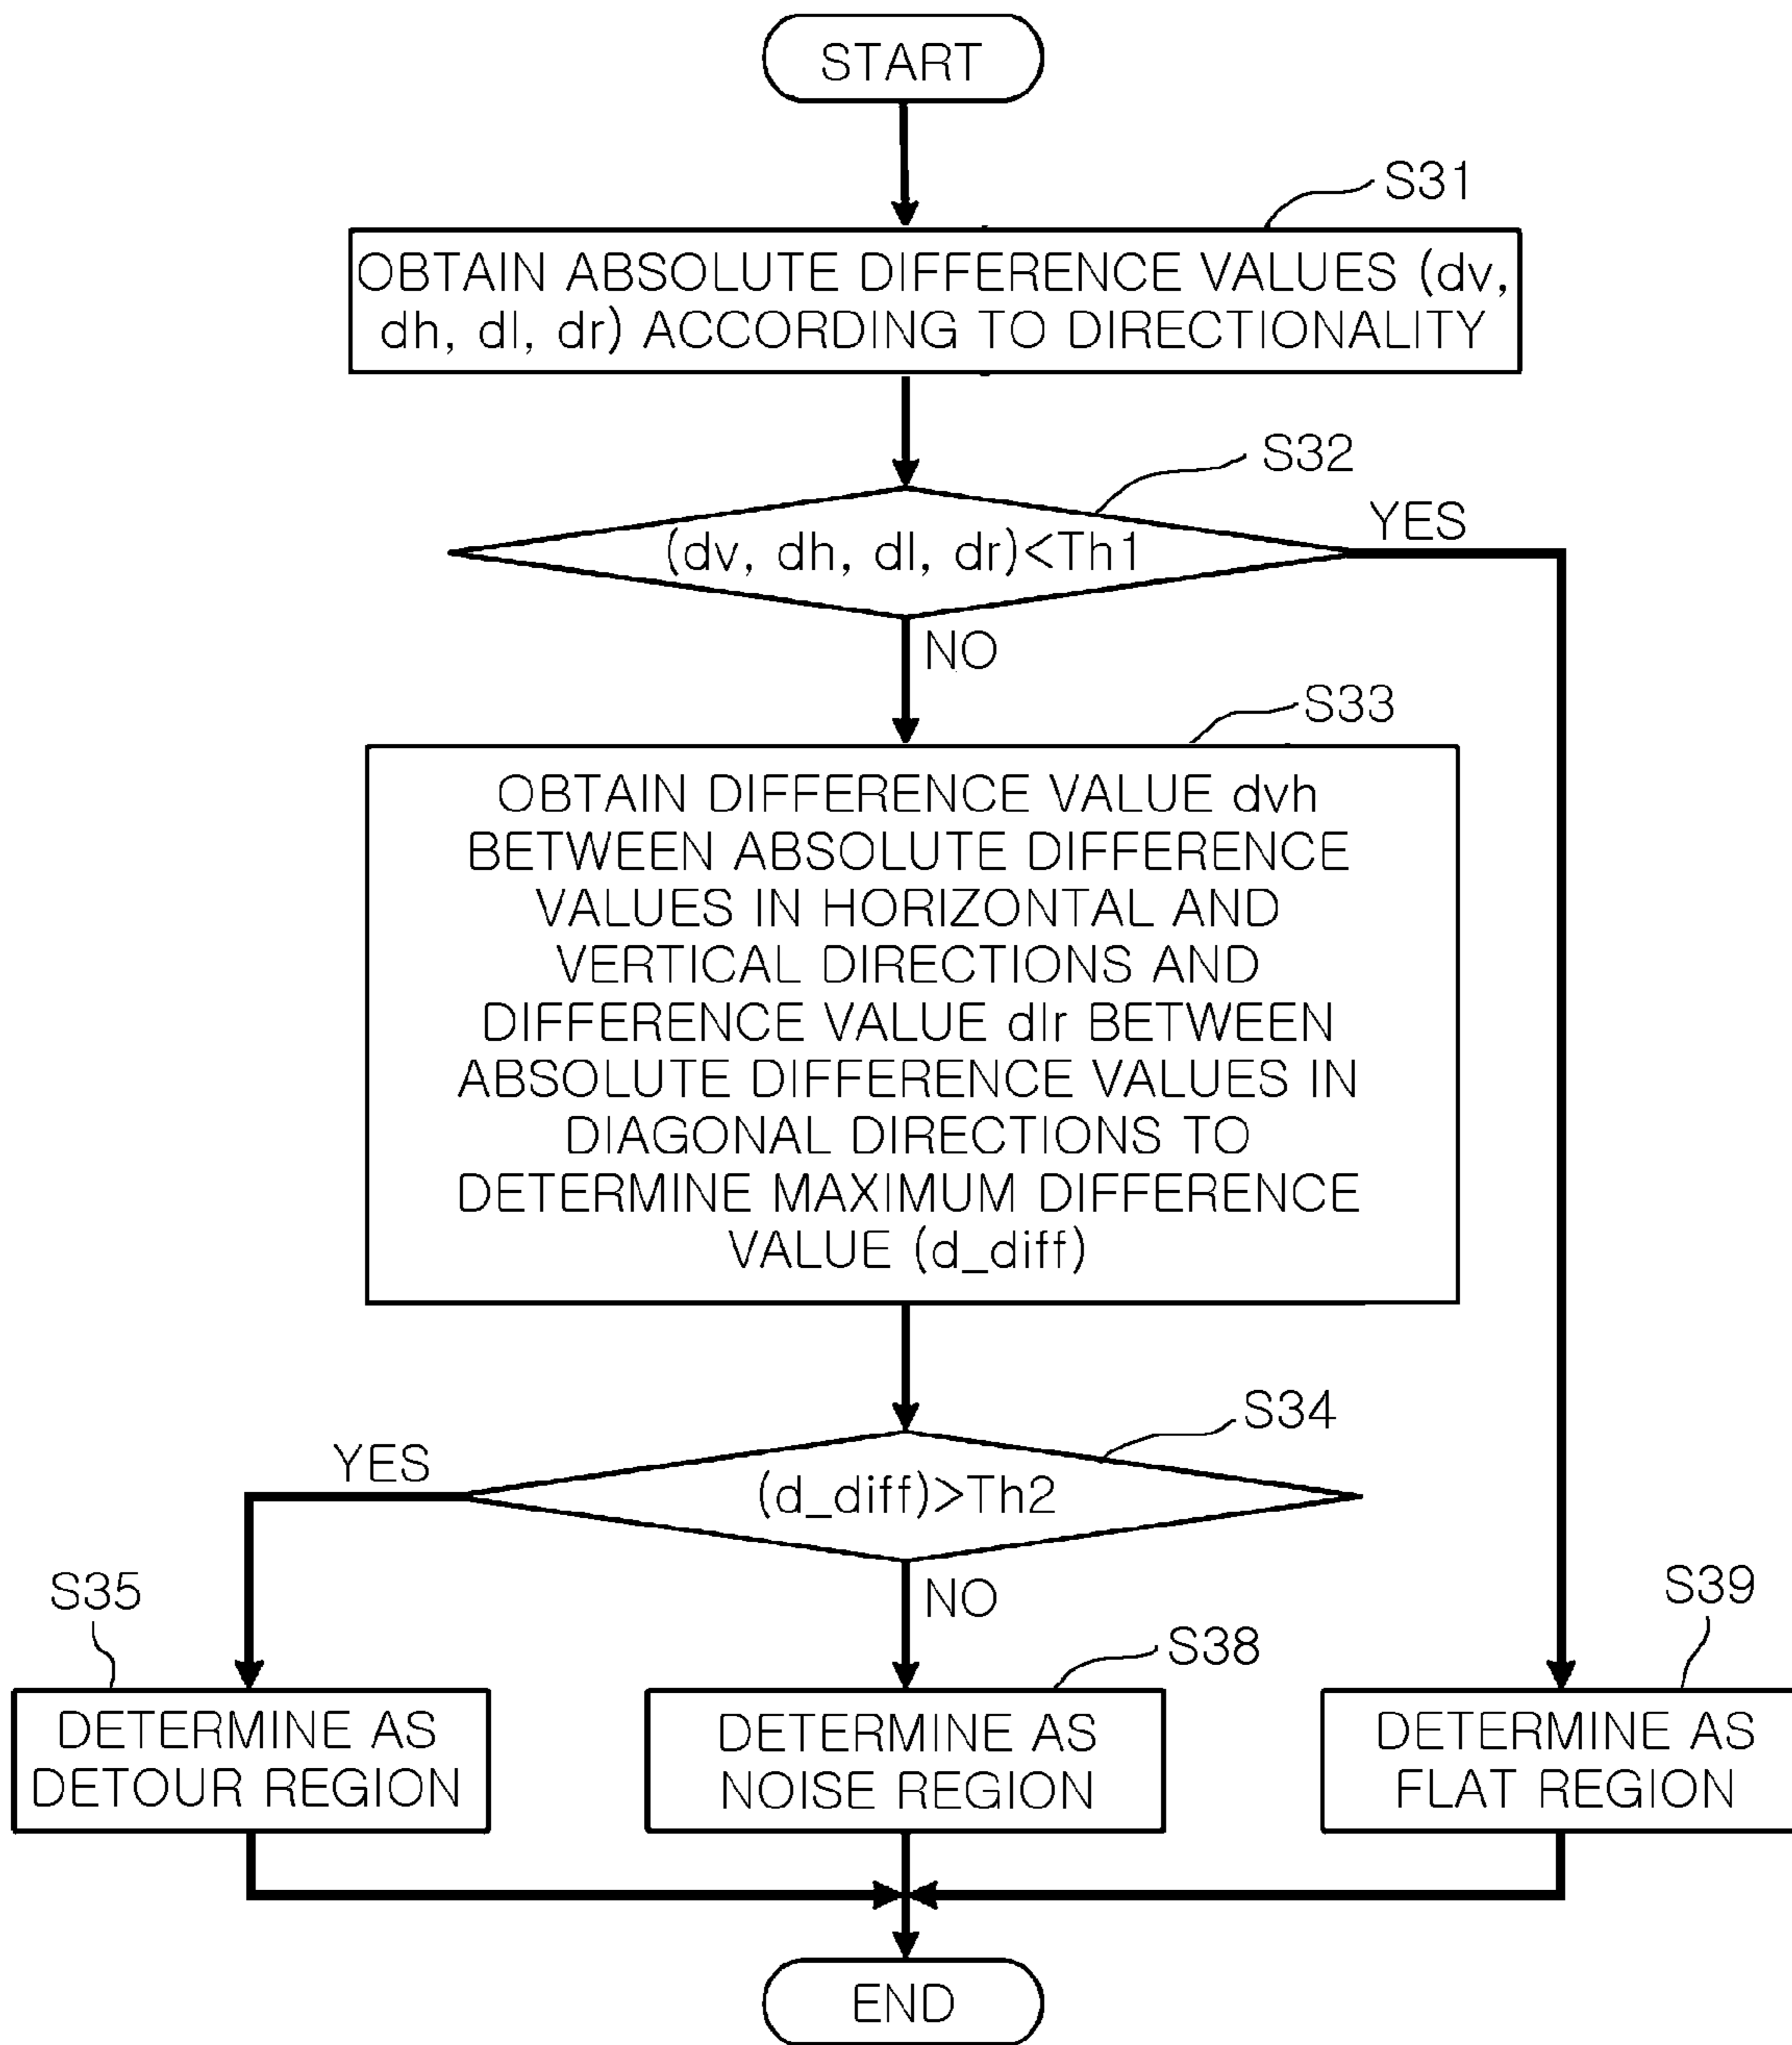 START
S31
OBTAIN ABSOLUTE DIFFERENCE VALUES (dv,
dh, dl, dr) ACCORDING TO DIRECTIONALITY
S32
(dv, dh, dl, dr)<Th1
YES
NO
S33
OBTAIN DIFFERENCE VALUE dvh
BETWEEN ABSOLUTE DIFFERENCE
VALUES IN HORIZONTAL AND
VERTICAL DIRECTIONS AND
DIFFERENCE VALUE dlr BETWEEN
ABSOLUTE DIFFERENCE VALUES IN
DIAGONAL DIRECTIONS TO
DETERMINE MAXIMUM DIFFERENCE
VALUE (d_diff)
S34
(d_diff)>Th2
YES
NO
S35
DETERMINE AS
DETOUR REGION
S38
DETERMINE AS
NOISE REGION
S39
DETERMINE AS
FLAT REGION
END